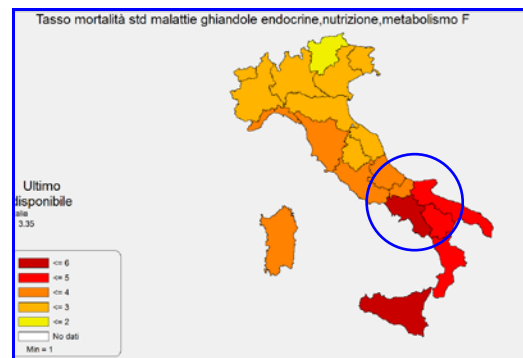 Tasso mortalità std malattie ghiandole endocrine,nutrizione,metabolismo F
Ultimo
disponibile
3.35
<= 6
<= 5
<= 4
<= 3
<= 2
No dati
Min = 1